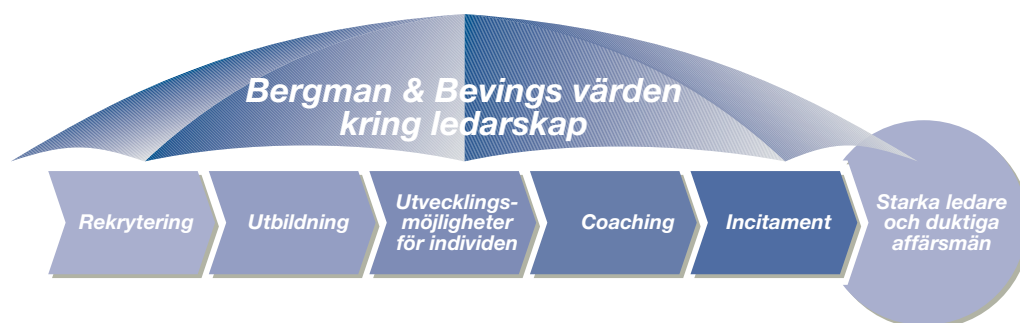 Bergman & Bevings värden
kring ledarskap
Rekrytering
Utbildning
Utvecklings-
möjligheter
för individen
Coaching
Incitament
Starka ledare
och duktiga
affärsmän